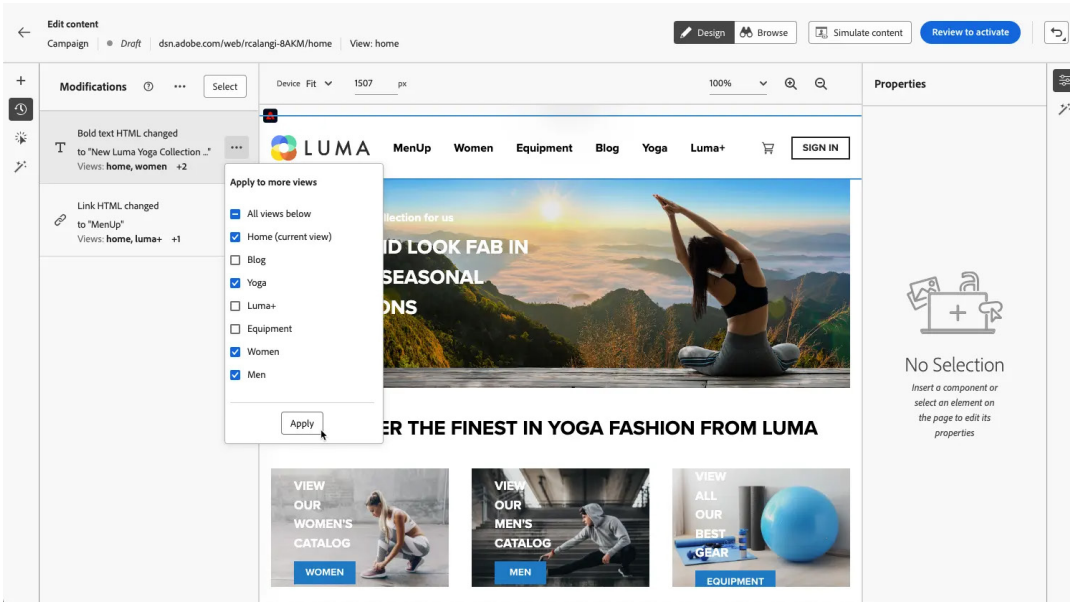 Edit content
Campaign Draft dsn.adobe.com/web/rcalangi-8AKM/home View: home
Design Browse Simulate content Review to activate
Modifications Select
Device Fit 1507 px 100%
Properties
Bold text HTML changed
T to "New Luma Yoga Collection ..."
Views: home, women +2
Link HTML changed
to "MenUp"
Views: home, luma+ +1
Apply to more views
All views below
Home (current view)
Blog
Yoga
Luma+
Equipment
Women
Men
Apply
LUMA MenUp Women Equipment Blog Yoga Luma+ SIGN IN
llection for us
ID LOOK FAB IN
SEASONAL
ONS
ER THE FINEST IN YOGA FASHION FROM LUMA
VIEW
OUR
WOMEN'S
CATALOG
WOMEN
VIEW
OUR
MEN'S
CATALOG
MEN
VIEW
ALL
OUR
BEST
GEAR
EQUIPMENT
No Selection
Insert a component or
select an element on
the page to edit its
properties